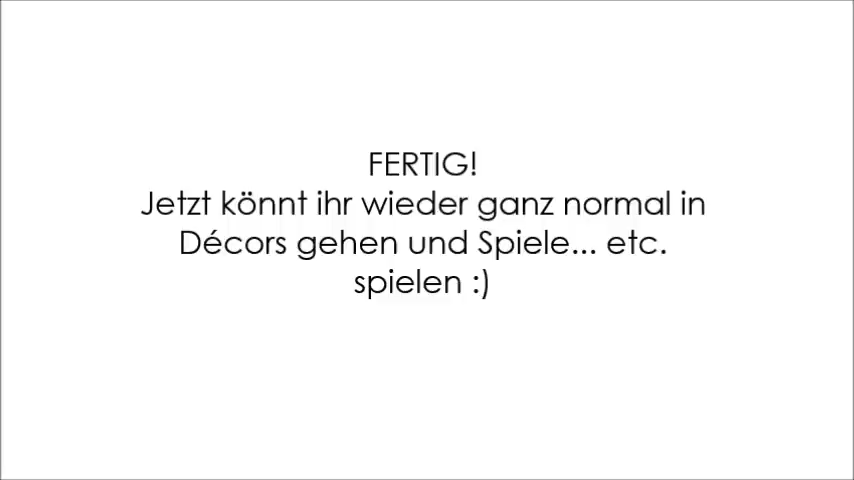 FERTIG!
Jetzt könnt ihr wieder ganz normal in
Décors gehen und Spiele... etc.
spielen :)